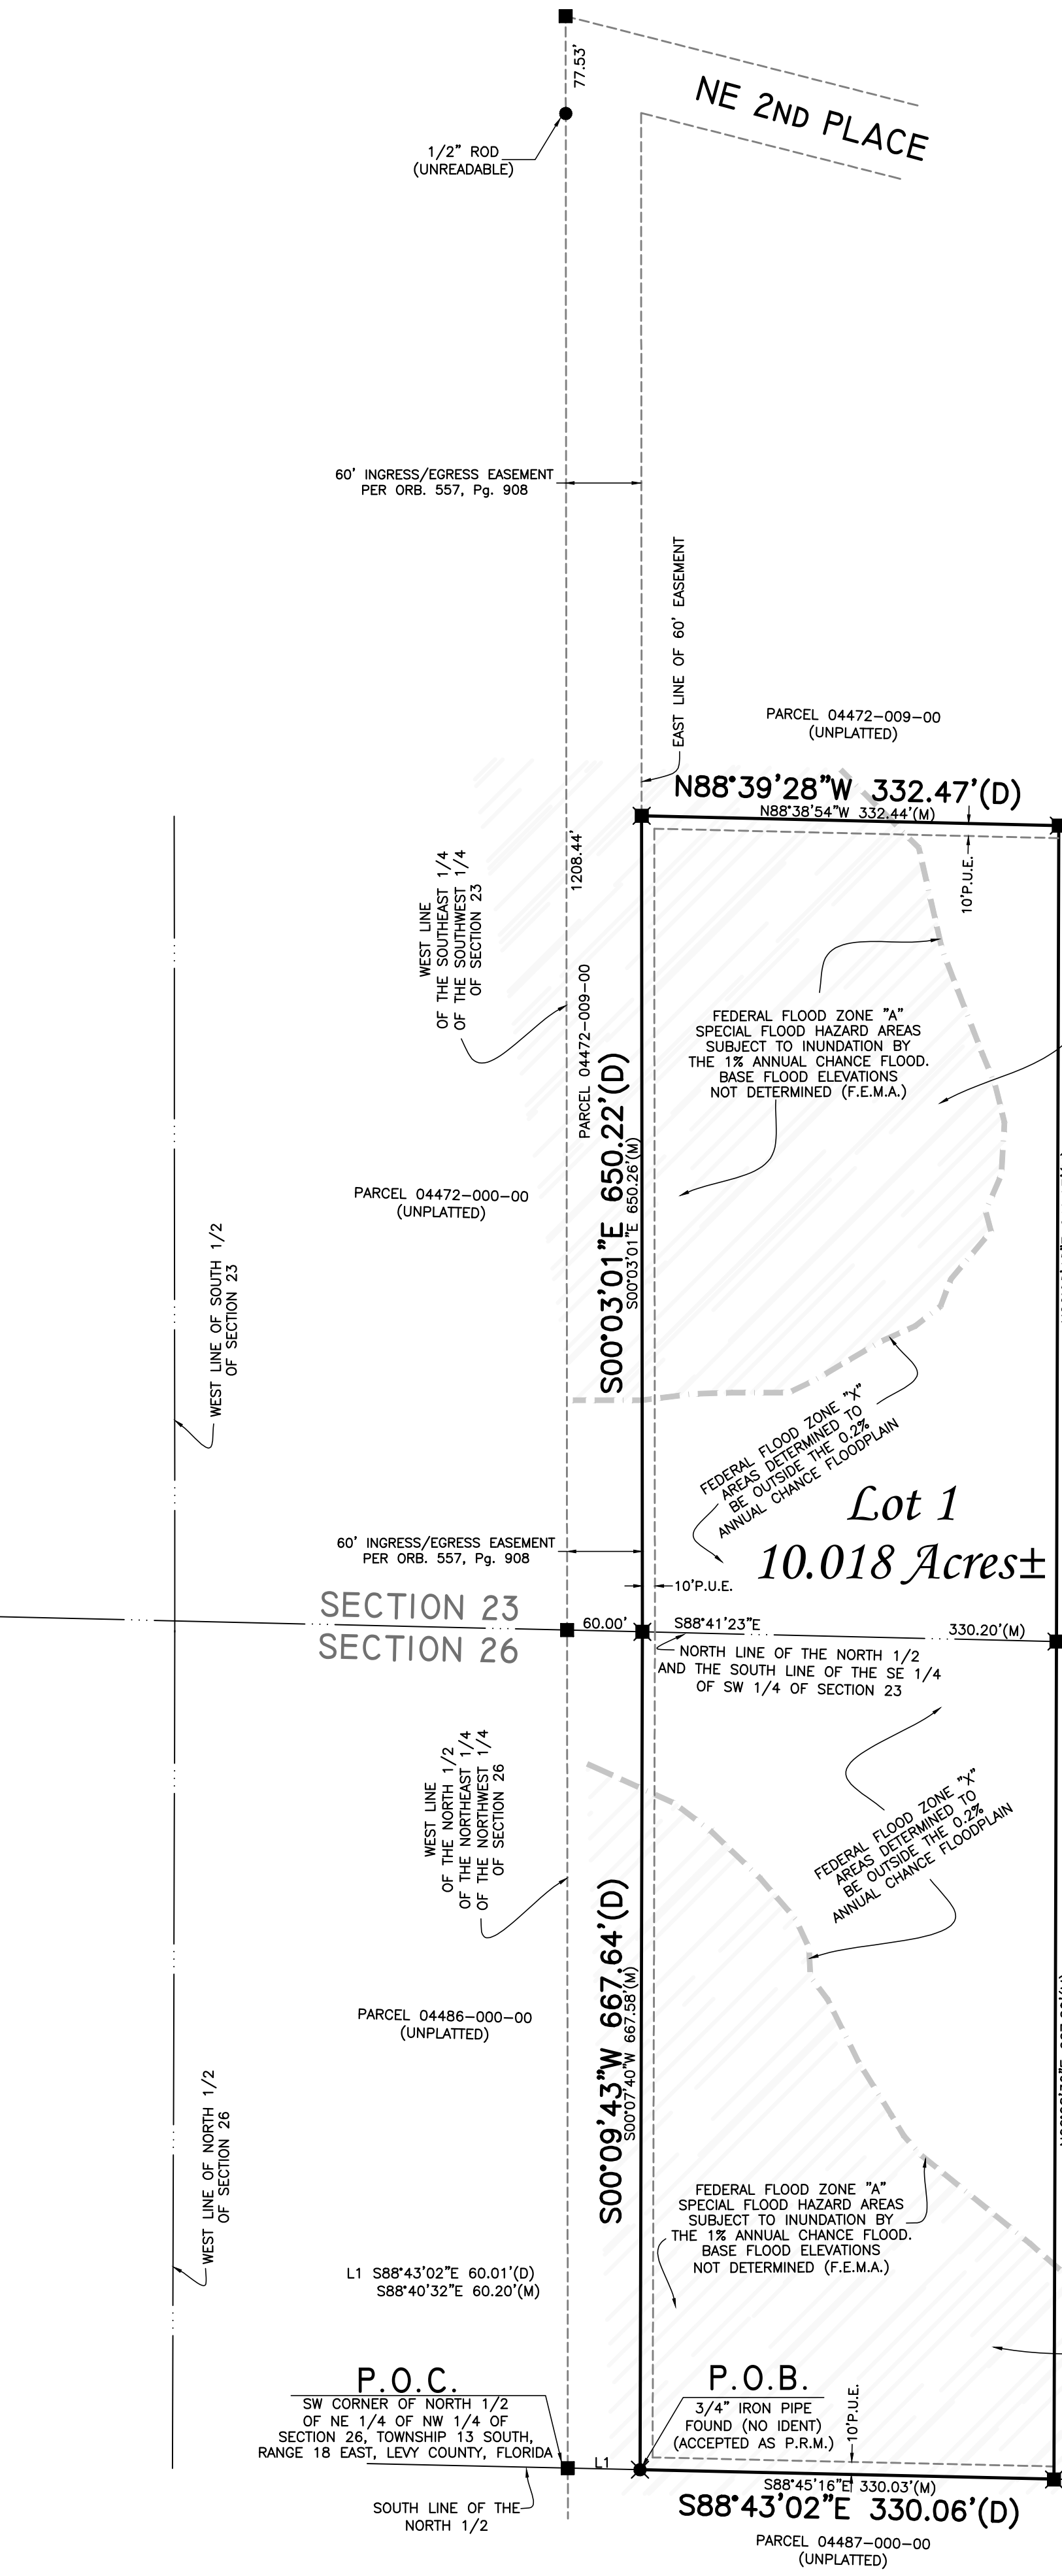 77.53'
NE 2ND PLACE
1/2" ROD
(UNREADABLE)
60' INGRESS/EGRESS EASEMENT
PER ORB. 557, Pg. 908
EAST LINE OF 60' EASEMENT
PARCEL 04472-009-00
(UNPLATTED)
N88°39'28"W 332.47'(D)
N88°38'54"W 332.44'(M)
10'P.U.E.
1208.44'
WEST LINE
OF THE SOUTHEAST 1/4
OF THE SOUTHWEST 1/4
OF SECTION 23
PARCEL 04472-009-00
FEDERAL FLOOD ZONE "A"
SPECIAL FLOOD HAZARD AREAS
SUBJECT TO INUNDATION BY
THE 1% ANNUAL CHANCE FLOOD.
BASE FLOOD ELEVATIONS
NOT DETERMINED (F.E.M.A.)
S00°03'01"E 650.22'(D)
S00°03'01"E 650.26'(M)
PARCEL 04472-000-00
(UNPLATTED)
WEST LINE OF SOUTH 1/2
OF SECTION 23
FEDERAL FLOOD ZONE "X"
AREAS DETERMINED TO
BE OUTSIDE THE 0.2%
ANNUAL CHANCE FLOODPLAIN
Lot 1
10.018 Acres±
60' INGRESS/EGRESS EASEMENT
PER ORB. 557, Pg. 908
10'P.U.E.
SECTION 23
SECTION 26
60.00'
S88°41'23"E
330.20'(M)
NORTH LINE OF THE NORTH 1/2
AND THE SOUTH LINE OF THE SE 1/4
OF SW 1/4 OF SECTION 23
WEST LINE
OF THE NORTH 1/2
OF THE NORTHEAST 1/4
OF THE NORTHWEST 1/4
OF SECTION 26
FEDERAL FLOOD ZONE "X"
AREAS DETERMINED TO
BE OUTSIDE THE 0.2%
ANNUAL CHANCE FLOODPLAIN
S00°09'43"W 667.64'(D)
S00°07'40"W 667.58'(M)
PARCEL 04486-000-00
(UNPLATTED)
WEST LINE OF NORTH 1/2
OF SECTION 26
FEDERAL FLOOD ZONE "A"
SPECIAL FLOOD HAZARD AREAS
SUBJECT TO INUNDATION BY
THE 1% ANNUAL CHANCE FLOOD.
BASE FLOOD ELEVATIONS
NOT DETERMINED (F.E.M.A.)
L1 S88°43'02"E 60.01'(D)
S88°40'32"E 60.20'(M)
P.O.C.
SW CORNER OF NORTH 1/2
OF NE 1/4 OF NW 1/4 OF
SECTION 26, TOWNSHIP 13 SOUTH,
RANGE 18 EAST, LEVY COUNTY, FLORIDA
P.O.B.
3/4" IRON PIPE
FOUND (NO IDENT)
(ACCEPTED AS P.R.M.)
10'P.U.E.
L1
S88°45'16"E 330.03'(M)
S88°43'02"E 330.06'(D)
SOUTH LINE OF THE
NORTH 1/2
PARCEL 04487-000-00
(UNPLATTED)